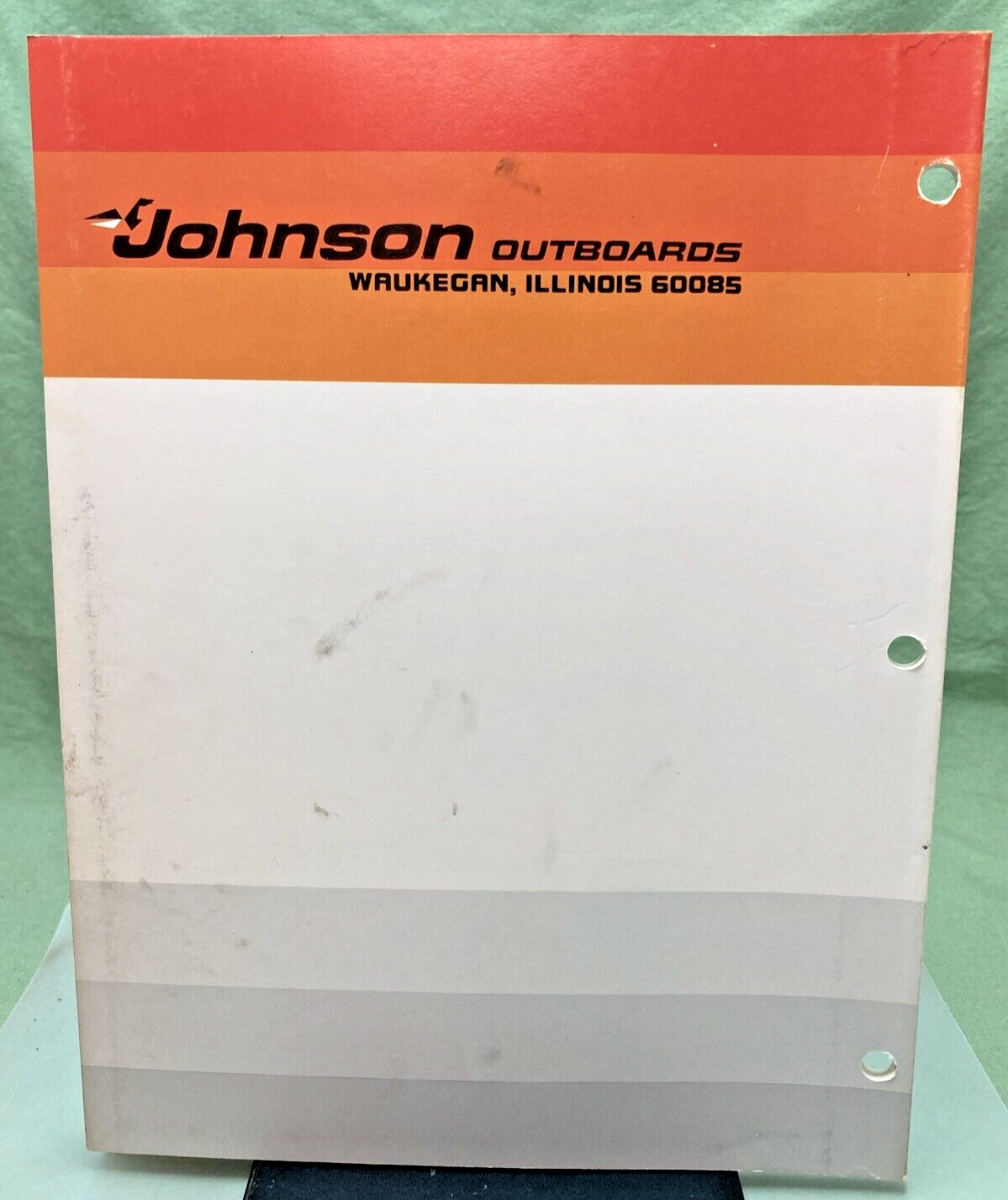 Johnson OUTBOARDS
WAUKEGAN, ILLINOIS 60085